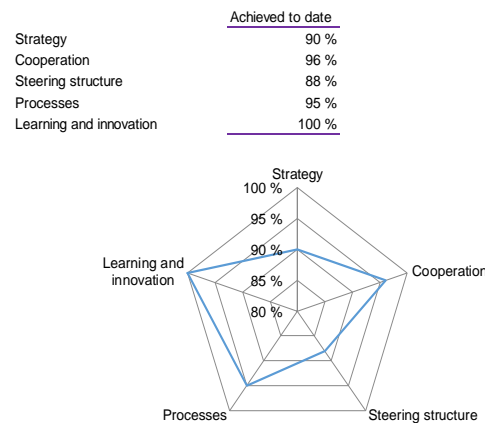 Achieved to date
Strategy 90 %
Cooperation 96 %
Steering structure 88 %
Processes 95 %
Learning and innovation 100 %
Strategy
100 %
95 %
90 %
85 %
80 %
Learning and
innovation
Cooperation
Processes
Steering structure